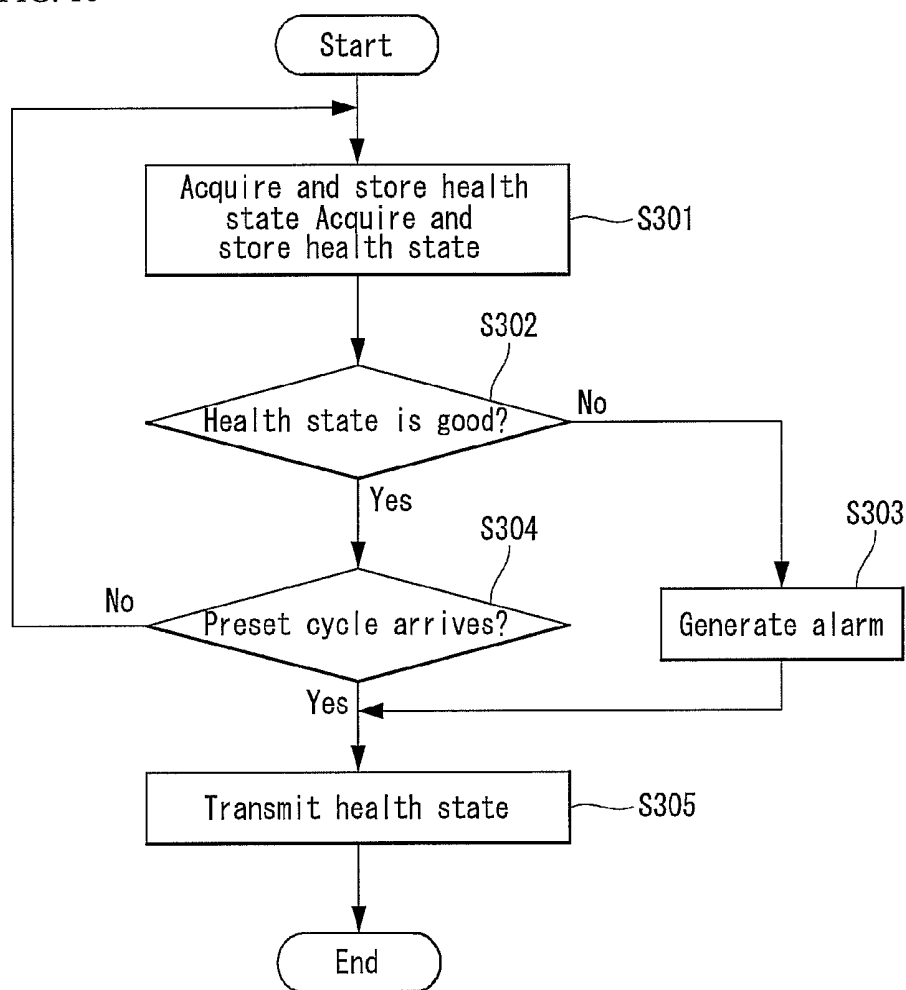 Start
Acquire and store health
state Acquire and
store health state
S301
S302
Health state is good?
No
Yes
S304
S303
No
Preset cycle arrives?
Generate alarm
Yes
Transmit health state
S305
End